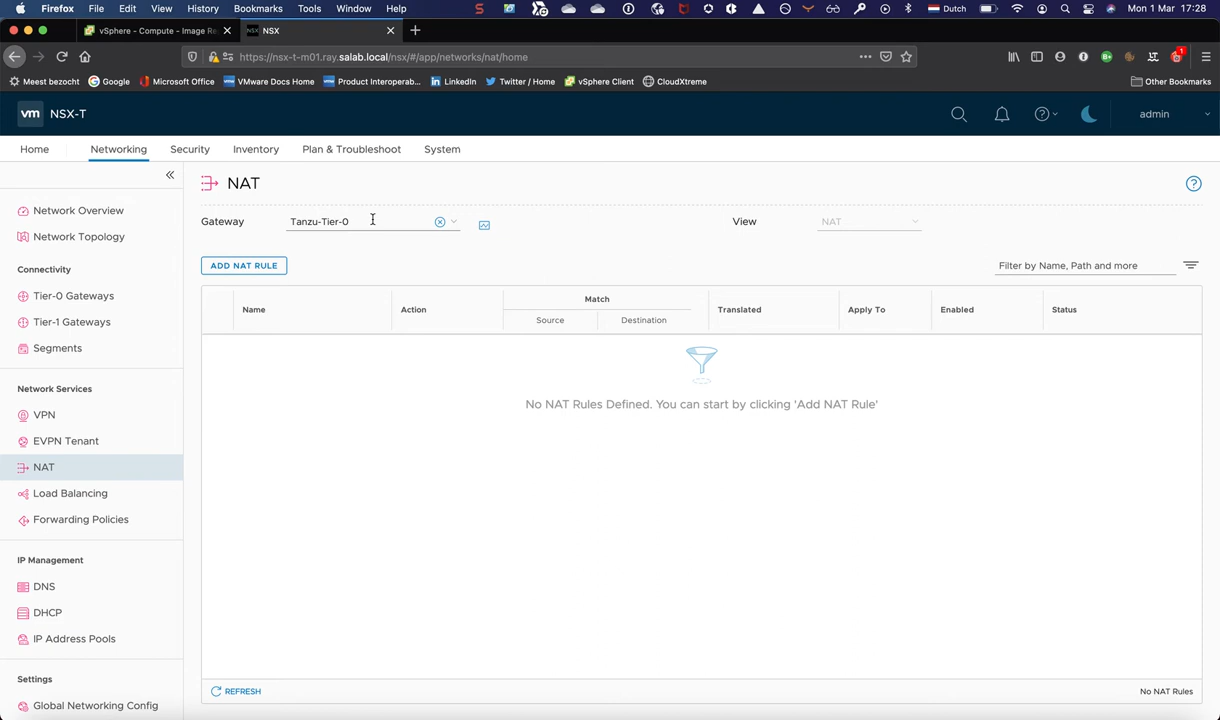 Firefox File Edit View History Bookmarks Tools Window Help Dutch Mon 1 Mar 17:28
vSphere - Compute - Image Re
NSX
https://nsx-t-m01.ray.salab.local/nsx/#/app/networks/nat/home
Meest bezocht Google Microsoft Office VMware Docs Home Product Interoperab... LinkedIn Twitter / Home vSphere Client CloudXtreme Other Bookmarks
vm NSX-T admin
Home Networking Security Inventory Plan & Troubleshoot System
Network Overview
Network Topology
Connectivity
Tier-0 Gateways
Tier-1 Gateways
Segments
Network Services
VPN
EVPN Tenant
NAT
Load Balancing
Forwarding Policies
IP Management
DNS
DHCP
IP Address Pools
Settings
Global Networking Config
NAT
Gateway Tanzu-Tier-0 View NAT
ADD NAT RULE Filter by Name, Path and more
Name Action Match Translated Apply To Enabled Status
Source Destination
No NAT Rules Defined. You can start by clicking 'Add NAT Rule'
REFRESH No NAT Rules